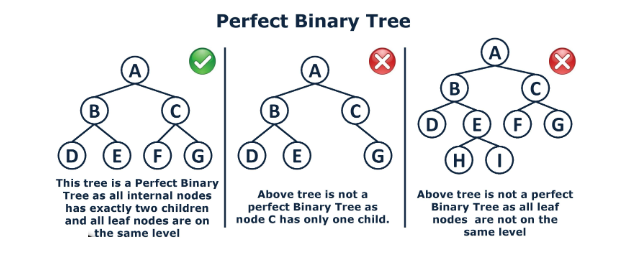 Perfect Binary Tree
A
B C
D E F G
This tree is a Perfect Binary
Tree as all internal nodes
has exactly two children
and all leaf nodes are on
the same level
A
B C
D E G
Above tree is not a
perfect Binary Tree as
node C has only one child.
A
B C
D E F G
H I
Above tree is not a perfect
Binary Tree as all leaf
nodes are not on the
same level